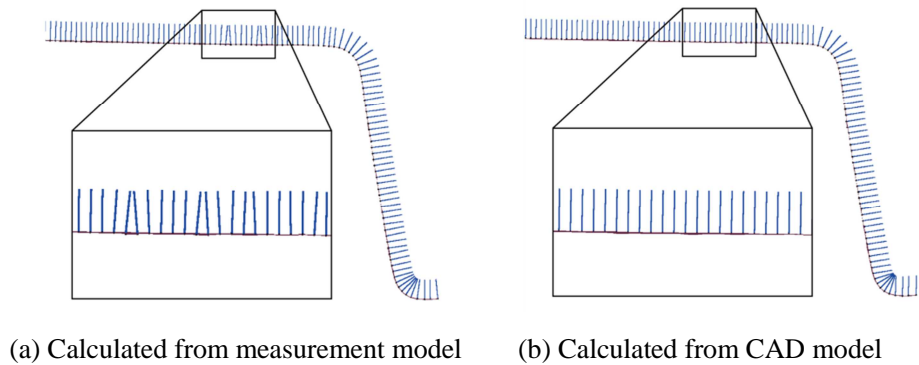 (a) Calculated from measurement model
(b) Calculated from CAD model